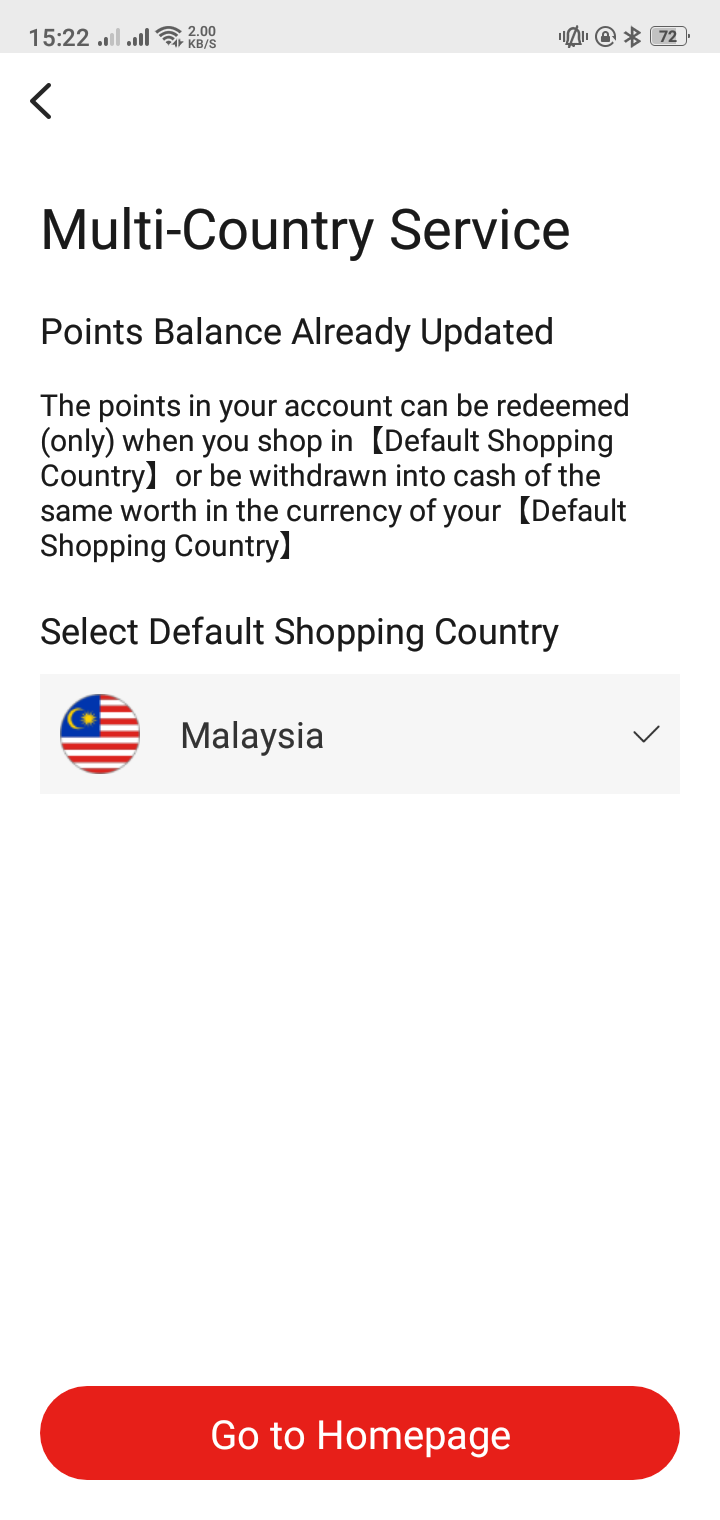 15:22 2.00 KB/S 72
Multi-Country Service
Points Balance Already Updated
The points in your account can be redeemed
(only) when you shop in【Default Shopping
Country】or be withdrawn into cash of the
same worth in the currency of your【Default
Shopping Country】
Select Default Shopping Country
Malaysia
Go to Homepage